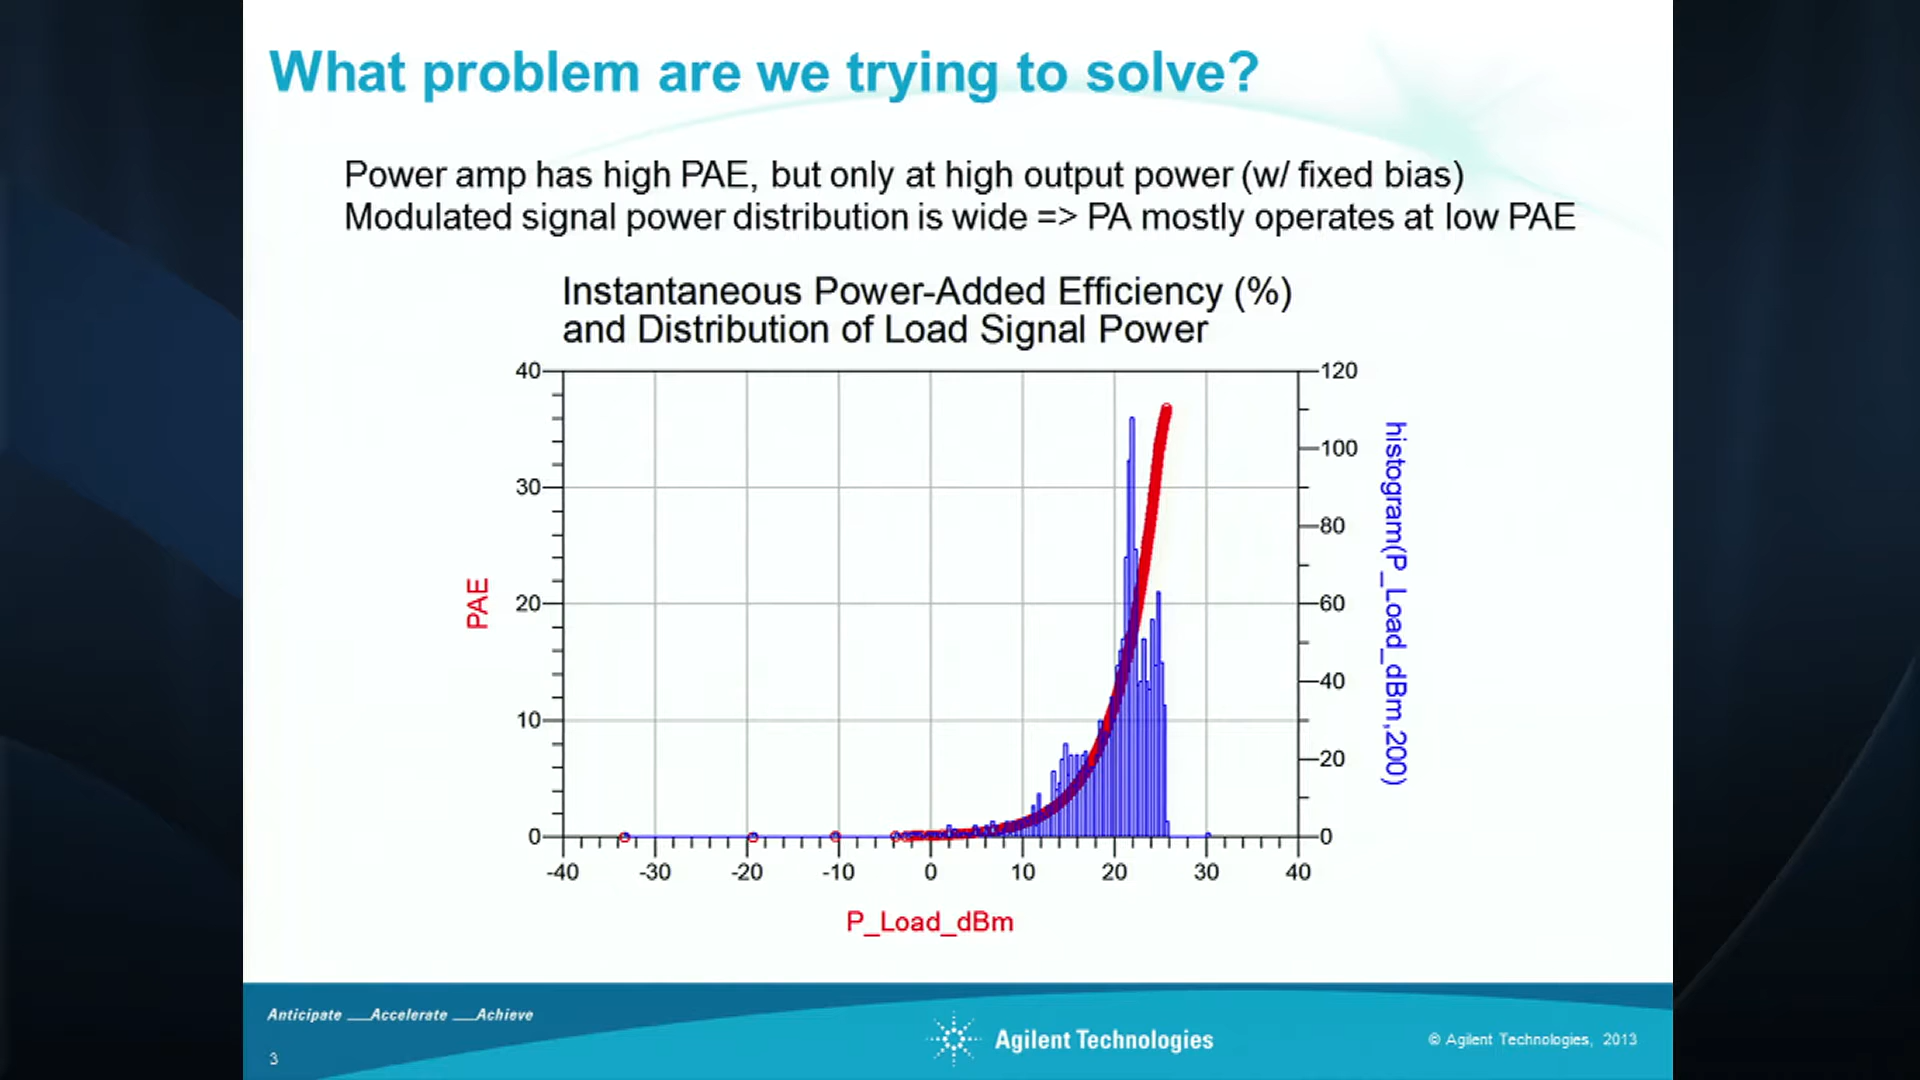 What problem are we trying to solve?
Power amp has high PAE, but only at high output power (w/ fixed bias)
Modulated signal power distribution is wide => PA mostly operates at low PAE
Instantaneous Power-Added Efficiency (%)
and Distribution of Load Signal Power
40
30
20
10
0
PAE
120
100
80
60
40
20
0
histogram(P_Load_dBm,200)
-40 -30 -20 -10 0 10 20 30 40
P_Load_dBm
Anticipate __Accelerate __Achieve
3
Agilent Technologies
© Agilent Technologies, 2013